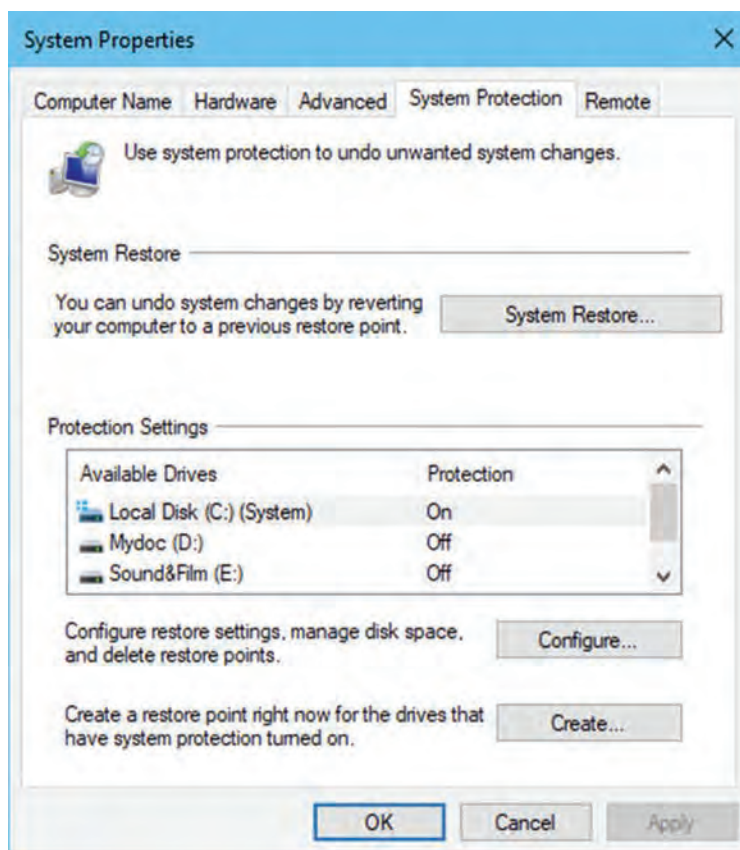 System Properties
Computer Name Hardware Advanced System Protection Remote
Use system protection to undo unwanted system changes.
System Restore
You can undo system changes by reverting
your computer to a previous restore point.
System Restore...
Protection Settings
Available Drives Protection
Local Disk (C:) (System) On
Mydoc (D:) Off
Sound&Film (E:) Off
Configure restore settings, manage disk space,
and delete restore points.
Configure...
Create a restore point right now for the drives that
have system protection turned on.
Create...
OK Cancel Apply